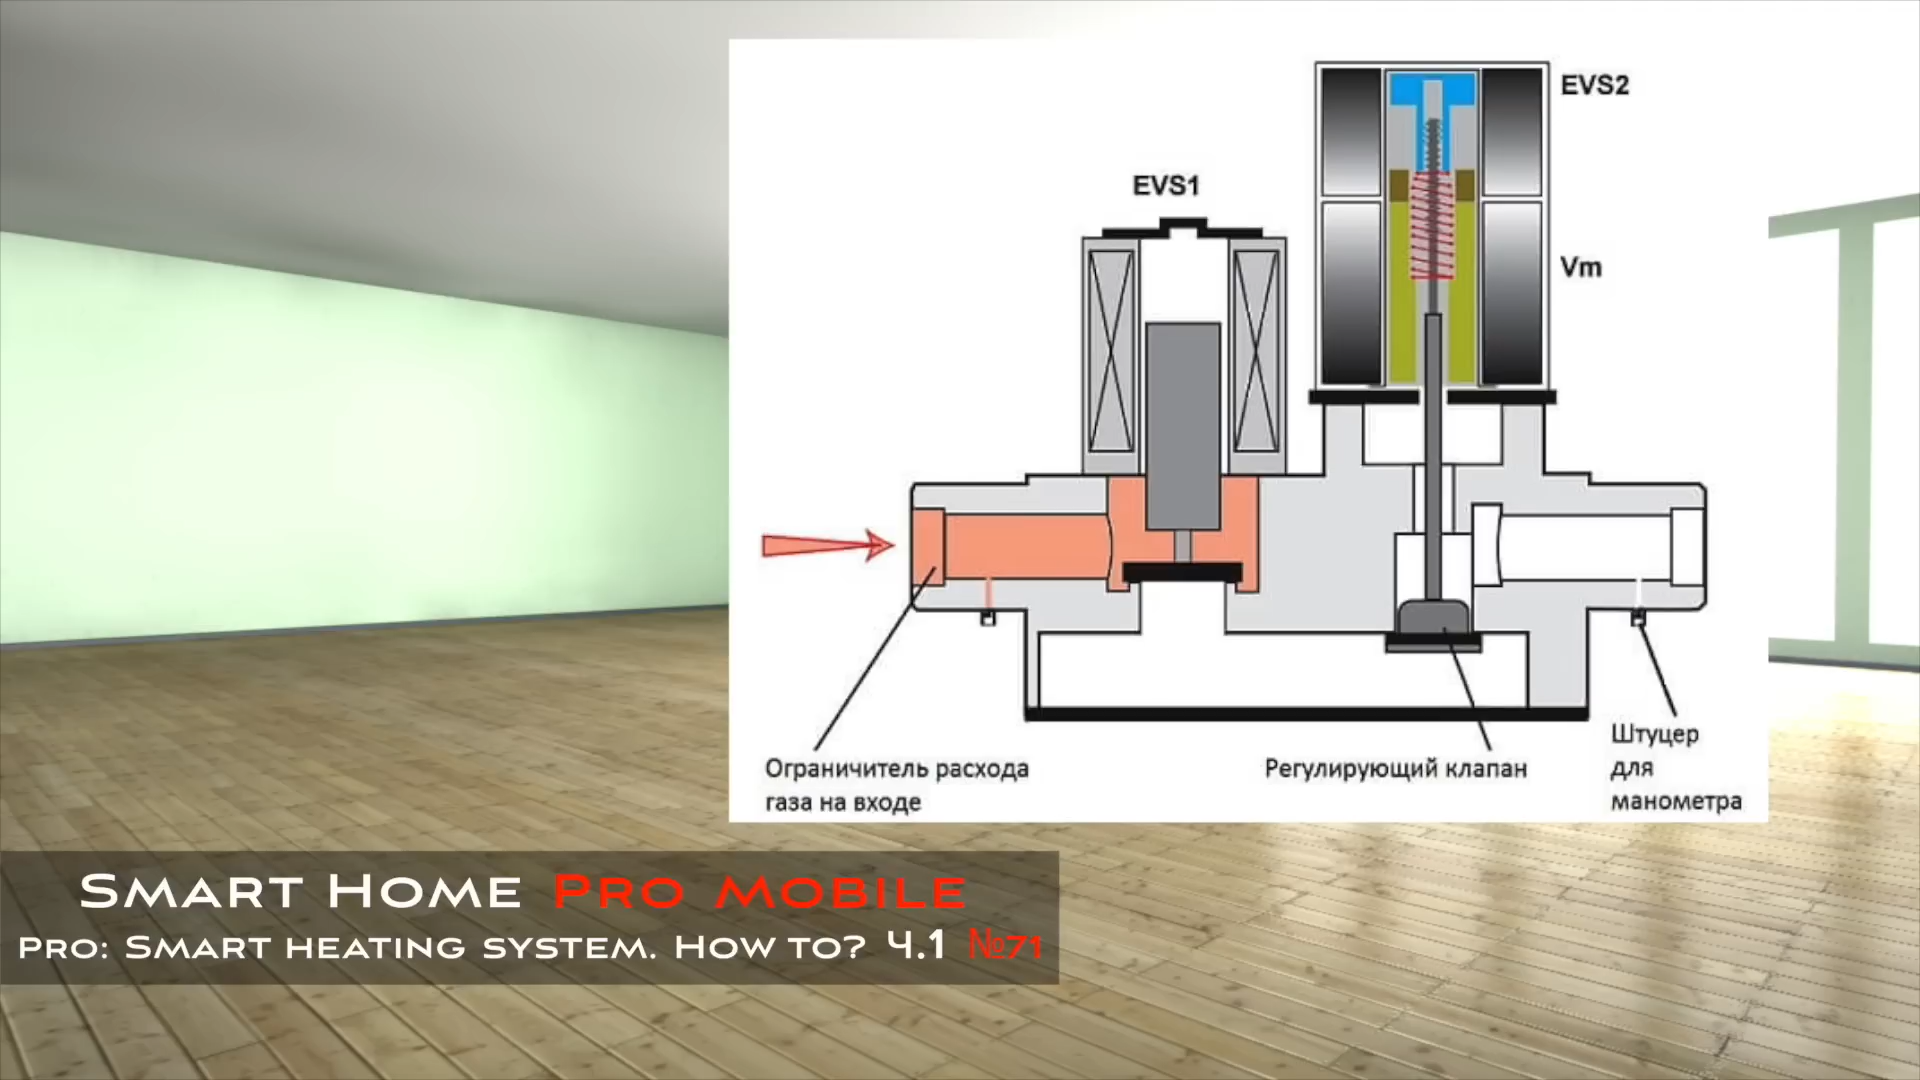 EVS2
EVS1
Vm
Ограничитель расхода
газа на входе
Регулирующий клапан
Штуцер
для
манометра
Smart Home Pro Mobile
Pro: Smart heating system. How to? Ч.1 №71